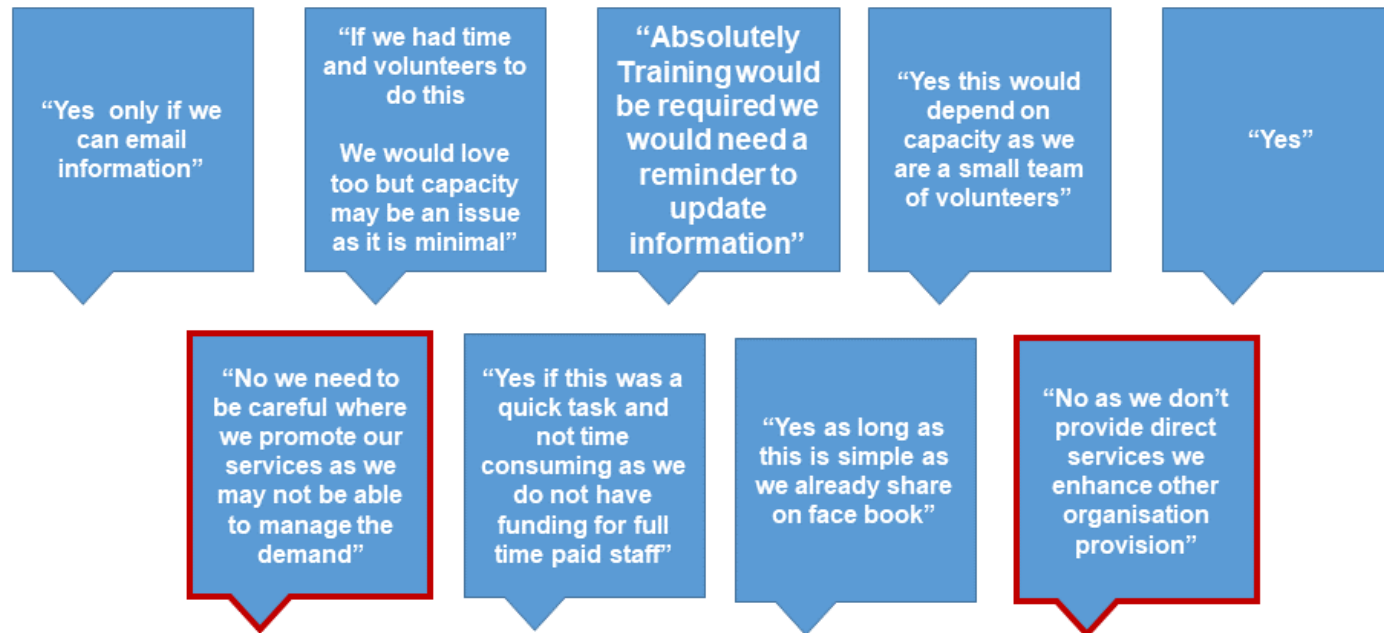 “Yes only if we
can email
information”
“If we had time
and volunteers to
do this
We would love
too but capacity
may be an issue
as it is minimal”
“Absolutely
Training would
be required we
would need a
reminder to
update
information”
“Yes this would
depend on
capacity as we
are a small team
of volunteers”
“Yes”
“No we need to
be careful where
we promote our
services as we
may not be able
to manage the
demand”
“Yes if this was a
quick task and
not time
consuming as we
do not have
funding for full
time paid staff”
“Yes as long as
this is simple as
we already share
on face book”
“No as we don’t
provide direct
services we
enhance other
organisation
provision”